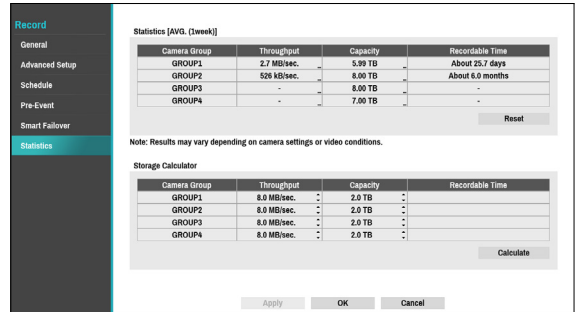 Record
General
Advanced Setup
Schedule
Pre-Event
Smart Failover
Statistics
Statistics [AVG. (1week)]
Camera Group Throughput Capacity Recordable Time
GROUP1 2.7 MB/sec. 5.99 TB About 25.7 days
GROUP2 526 kB/sec. 8.00 TB About 6.0 months
GROUP3 - 8.00 TB -
GROUP4 - 7.00 TB -
Reset
Note: Results may vary depending on camera settings or video conditions.
Storage Calculator
Camera Group Throughput Capacity Recordable Time
GROUP1 8.0 MB/sec. 2.0 TB
GROUP2 8.0 MB/sec. 2.0 TB
GROUP3 8.0 MB/sec. 2.0 TB
GROUP4 8.0 MB/sec. 2.0 TB
Calculate
Apply OK Cancel